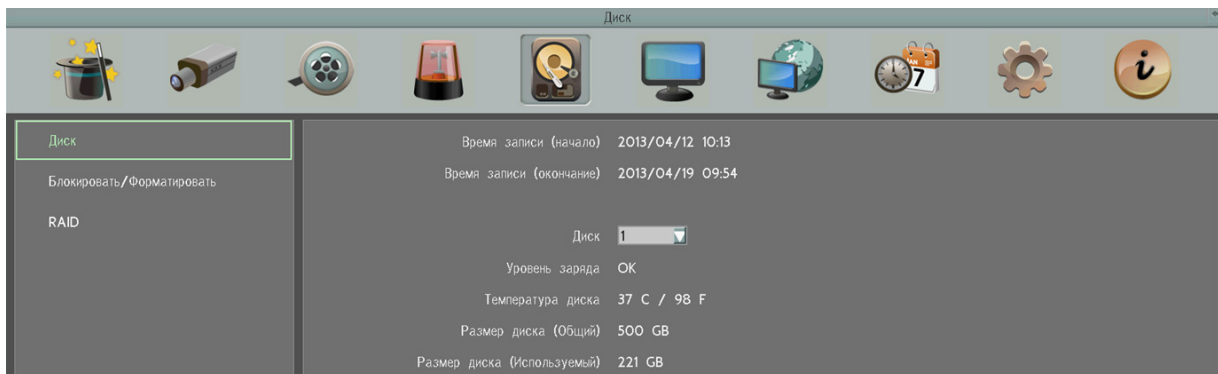 Диск
7
i
Диск
Блокировать/Форматировать
RAID
Время записи (начало) 2013/04/12 10:13
Время записи (окончание) 2013/04/19 09:54
Диск 1
Уровень заряда OK
Температура диска 37 C / 98 F
Размер диска (Общий) 500 GB
Размер диска (Используемый) 221 GB